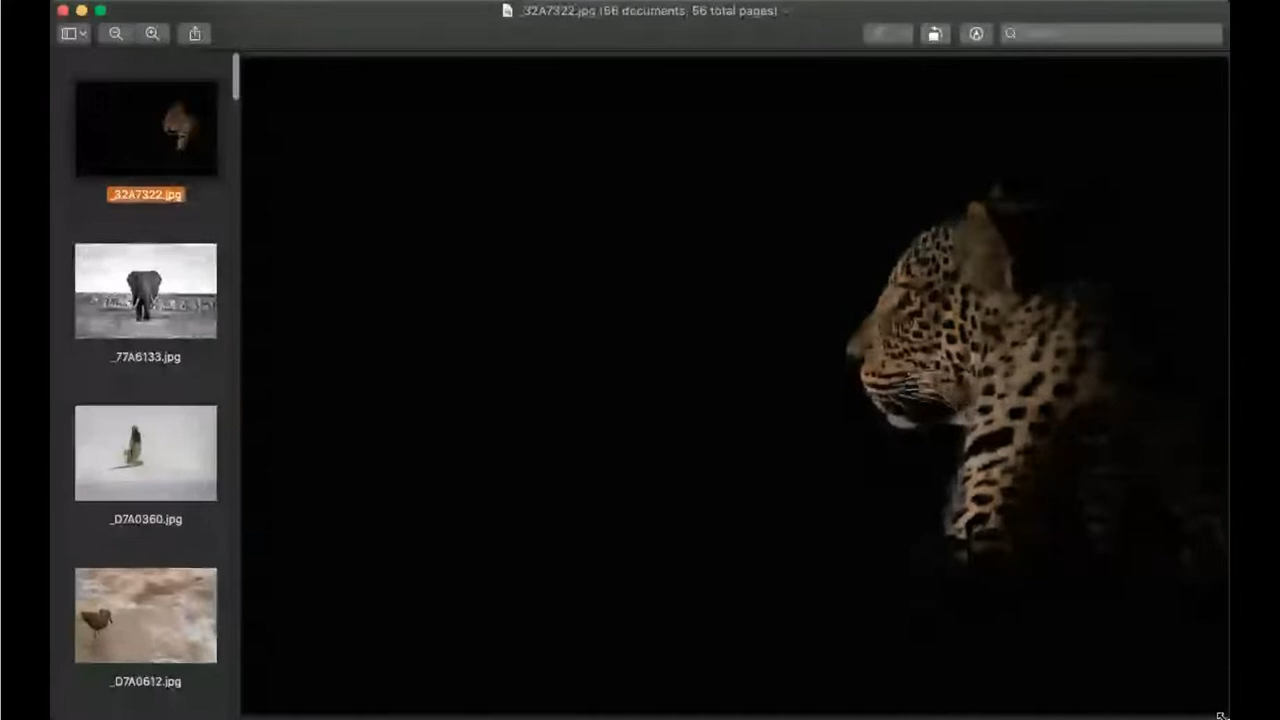 _32A7322.jpg (56 documents, 56 total pages)
_32A7322.jpg
_77A6133.jpg
_D7A0360.jpg
_D7A0612.jpg